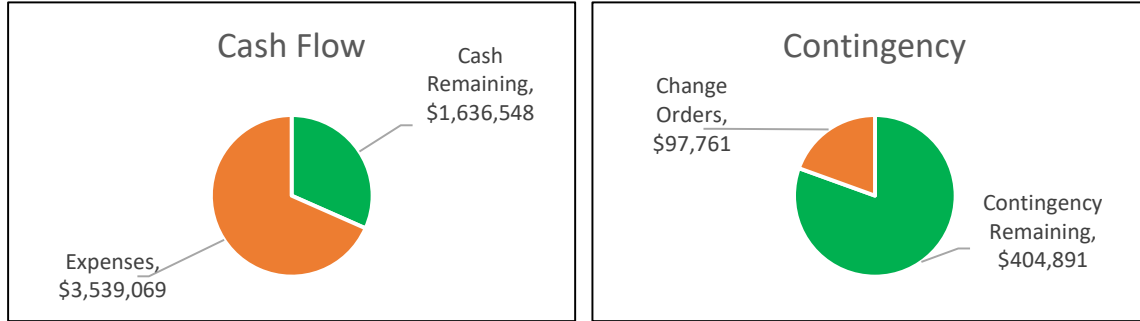 Cash Flow
Cash
Remaining,
$1,636,548
Expenses,
$3,539,069
Contingency
Change
Orders,
$97,761
Contingency
Remaining,
$404,891